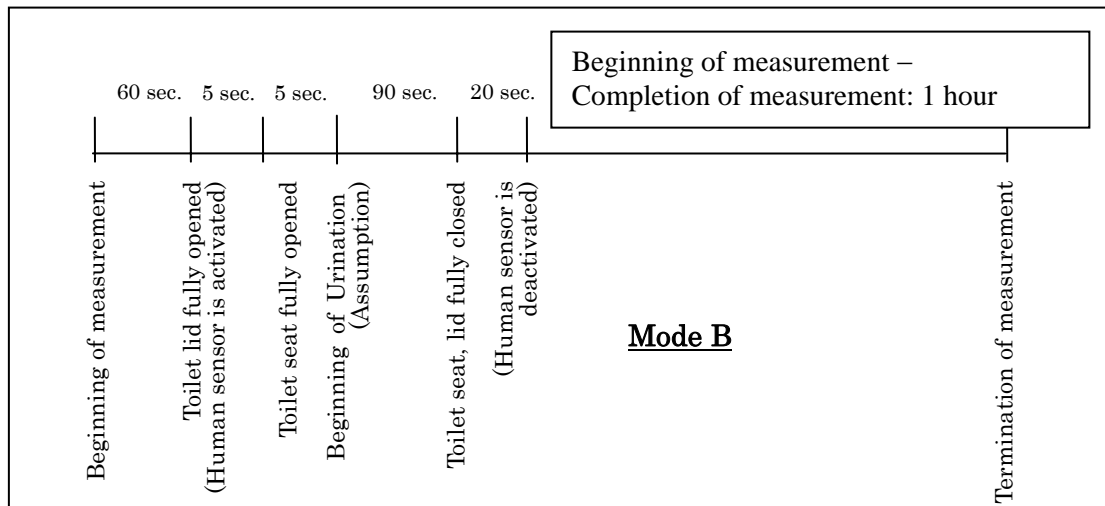 Beginning of measurement –
Completion of measurement: 1 hour
60 sec.
5 sec.
5 sec.
90 sec.
20 sec.
Beginning of measurement
Toilet lid fully opened
(Human sensor is activated)
Toilet seat fully opened
Beginning of Urination
(Assumption)
Toilet seat, lid fully closed
(Human sensor is
deactivated)
Mode B
Termination of measurement